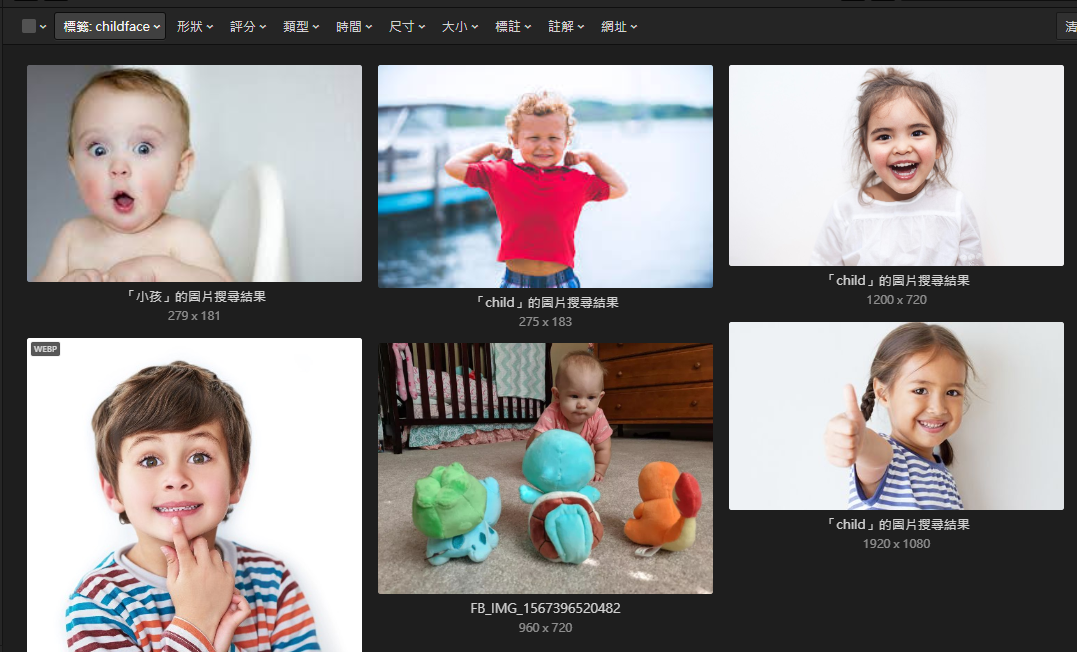 標籤: childface
形狀
評分
類型
時間
尺寸
大小
標註
註解
網址
清
「小孩」的圖片搜尋結果
279 x 181
「child」的圖片搜尋結果
275 x 183
「child」的圖片搜尋結果
1200 x 720
WEBP
FB_IMG_1567396520482
960 x 720
「child」的圖片搜尋結果
1920 x 1080